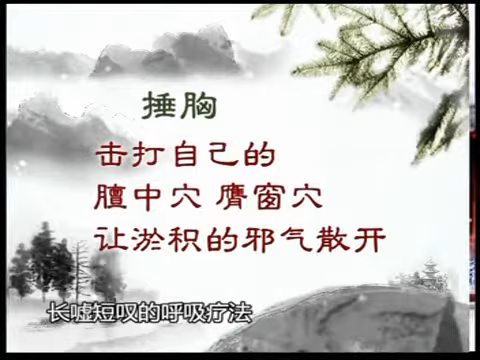 捶胸
击打自己的
膻中穴 膺窗穴
让淤积的邪气散开
长嘘短叹的呼吸疗法